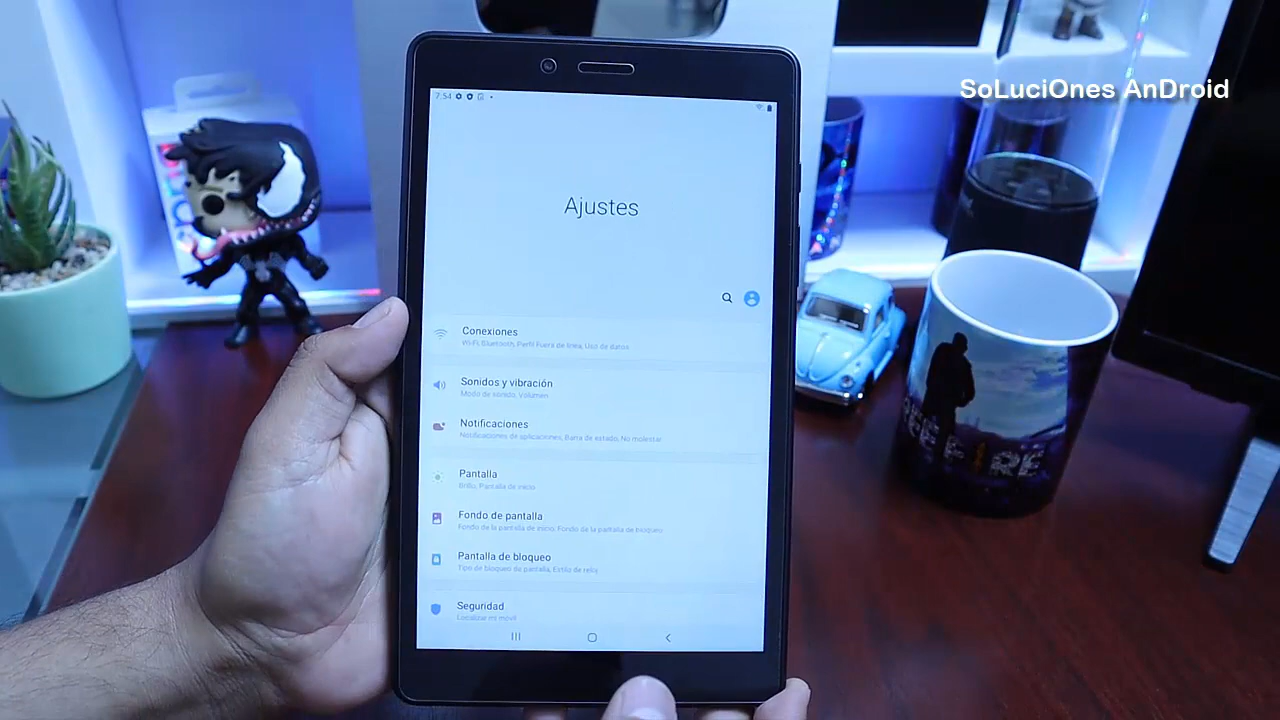 SoLuciOnes AnDroid
7:54
Ajustes
Conexiones
Wi-Fi, Bluetooth, Perfil Fuera de línea, Uso de datos
Sonidos y vibración
Modo de sonido, Volumen
Notificaciones
Notificaciones de aplicaciones, Barra de estado, No molestar
Pantalla
Brillo, Pantalla de inicio
Fondo de pantalla
Fondo de la pantalla de inicio, Fondo de la pantalla de bloqueo
Pantalla de bloqueo
Tipo de bloqueo de pantalla, Estilo de reloj
Seguridad
Localizar mi móvil